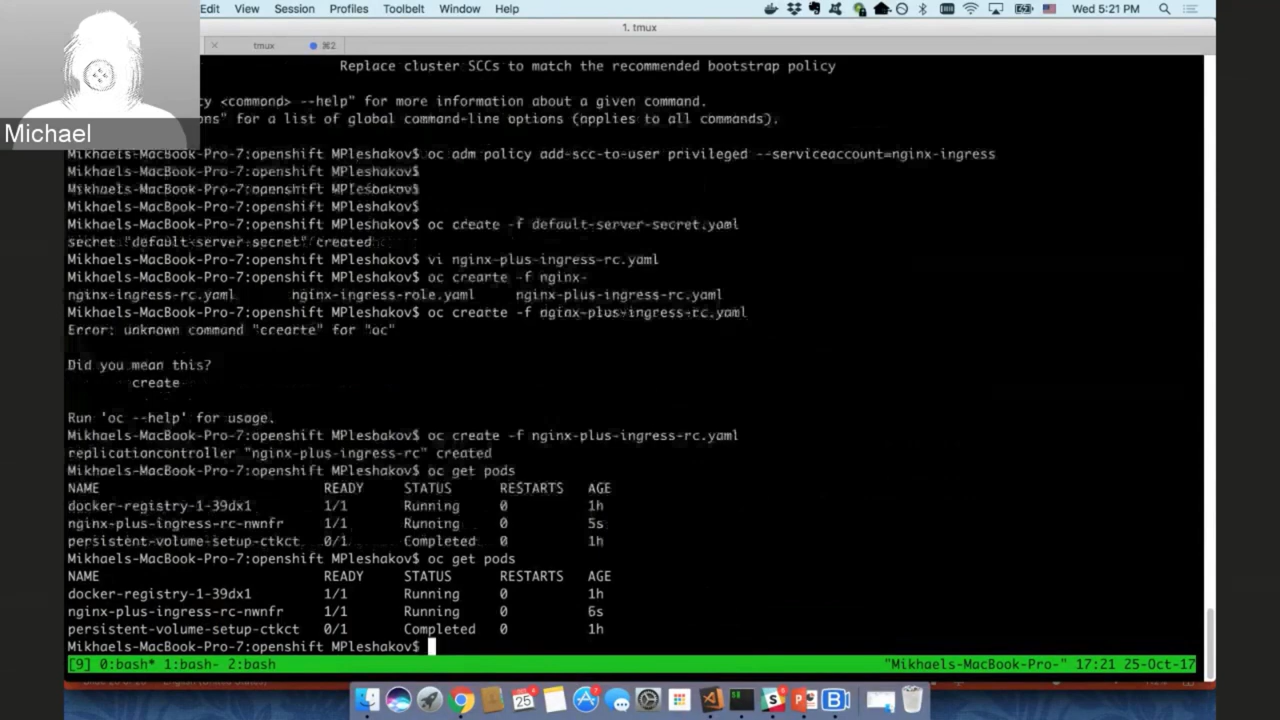 Edit View Session Profiles Toolbelt Window Help Wed 5:21 PM
1. tmux
tmux ⌘2
Michael
Replace cluster SCCs to match the recommended bootstrap policy
y <command> --help" for more information about a given command.
ons" for a list of global command-line options (applies to all commands).
Mikhaels-MacBook-Pro-7:openshift MPleshakov$ oc adm policy add-scc-to-user privileged --serviceaccount=nginx-ingress
Mikhaels-MacBook-Pro-7:openshift MPleshakov$
Mikhaels-MacBook-Pro-7:openshift MPleshakov$
Mikhaels-MacBook-Pro-7:openshift MPleshakov$
Mikhaels-MacBook-Pro-7:openshift MPleshakov$ oc create -f default-server-secret.yaml
secret "default-server-secret" created
Mikhaels-MacBook-Pro-7:openshift MPleshakov$ vi nginx-plus-ingress-rc.yaml
Mikhaels-MacBook-Pro-7:openshift MPleshakov$ oc crearte -f nginx-
nginx-ingress-rc.yaml nginx-ingress-role.yaml nginx-plus-ingress-rc.yaml
Mikhaels-MacBook-Pro-7:openshift MPleshakov$ oc crearte -f nginx-plus-ingress-rc.yaml
Error: unknown command "crearte" for "oc"
Did you mean this?
create
Run 'oc --help' for usage.
Mikhaels-MacBook-Pro-7:openshift MPleshakov$ oc create -f nginx-plus-ingress-rc.yaml
replicationcontroller "nginx-plus-ingress-rc" created
Mikhaels-MacBook-Pro-7:openshift MPleshakov$ oc get pods
NAME READY STATUS RESTARTS AGE
docker-registry-1-39dx1 1/1 Running 0 1h
nginx-plus-ingress-rc-nwnfr 1/1 Running 0 5s
persistent-volume-setup-ctkct 0/1 Completed 0 1h
Mikhaels-MacBook-Pro-7:openshift MPleshakov$ oc get pods
NAME READY STATUS RESTARTS AGE
docker-registry-1-39dx1 1/1 Running 0 1h
nginx-plus-ingress-rc-nwnfr 1/1 Running 0 6s
persistent-volume-setup-ctkct 0/1 Completed 0 1h
Mikhaels-MacBook-Pro-7:openshift MPleshakov$
[9] 0:bash* 1:bash- 2:bash "Mikhaels-MacBook-Pro-" 17:21 25-Oct-17
25